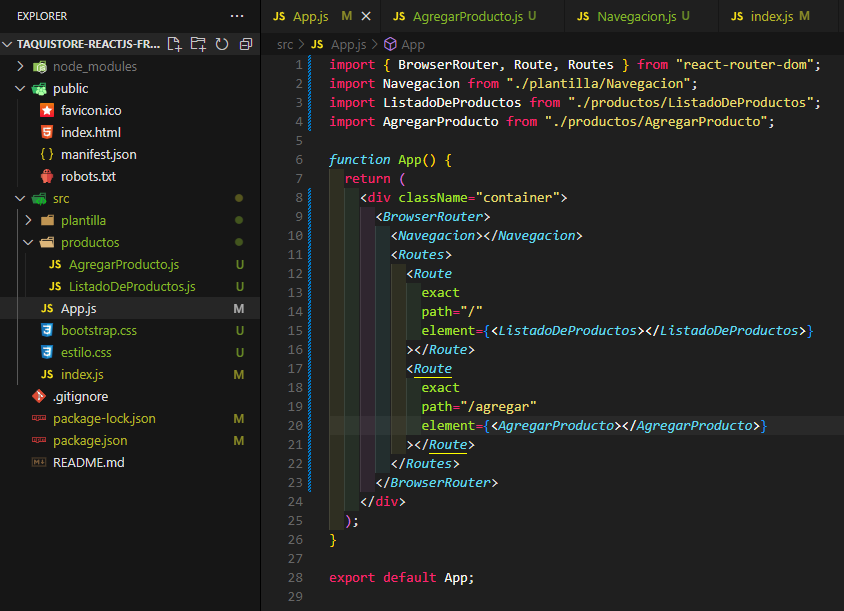 EXPLORER
TAQUISTORE-REACTJS-FR...
node_modules
public
favicon.ico
index.html
{ } manifest.json
robots.txt
src
plantilla
productos
JS AgregarProducto.js U
JS ListadoDeProductos.js U
JS App.js M
bootstrap.css U
estilo.css U
JS index.js M
.gitignore
package-lock.json M
package.json M
README.md
JS App.js M
JS AgregarProducto.js U
JS Navegacion.js U
JS index.js M
src > JS App.js > App
1 import { BrowserRouter, Route, Routes } from "react-router-dom";
2 import Navegacion from "./plantilla/Navegacion";
3 import ListadoDeProductos from "./productos/ListadoDeProductos";
4 import AgregarProducto from "./productos/AgregarProducto";
5
6 function App() {
7 return (
8 <div className="container">
9 <BrowserRouter>
10 <Navegacion></Navegacion>
11 <Routes>
12 <Route
13 exact
14 path="/"
15 element={<ListadoDeProductos></ListadoDeProductos>}
16 ></Route>
17 <Route
18 exact
19 path="/agregar"
20 element={<AgregarProducto></AgregarProducto>}
21 ></Route>
22 </Routes>
23 </BrowserRouter>
24 </div>
25 );
26 }
27
28 export default App;
29